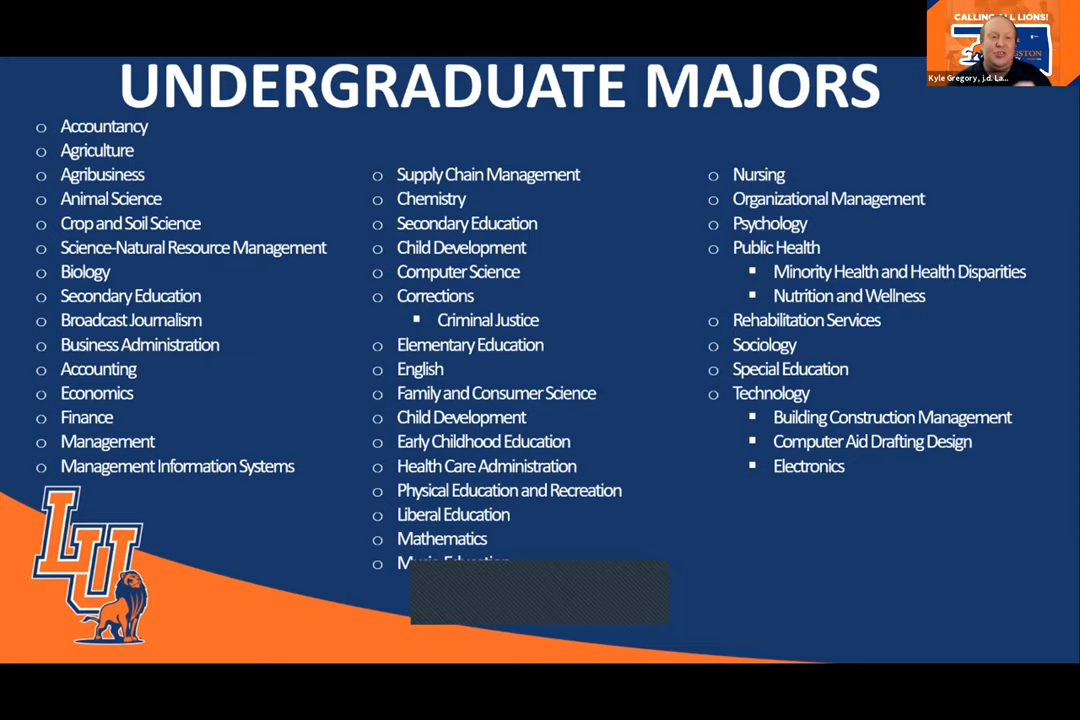 CALLING ALL LIONS!
Kyle Gregory, j.d. La...
UNDERGRADUATE MAJORS
Accountancy
Agriculture
Agribusiness
Animal Science
Crop and Soil Science
Science-Natural Resource Management
Biology
Secondary Education
Broadcast Journalism
Business Administration
Accounting
Economics
Finance
Management
Management Information Systems
Supply Chain Management
Chemistry
Secondary Education
Child Development
Computer Science
Corrections
Criminal Justice
Elementary Education
English
Family and Consumer Science
Child Development
Early Childhood Education
Health Care Administration
Physical Education and Recreation
Liberal Education
Mathematics
Music Education
Nursing
Organizational Management
Psychology
Public Health
Minority Health and Health Disparities
Nutrition and Wellness
Rehabilitation Services
Sociology
Special Education
Technology
Building Construction Management
Computer Aid Drafting Design
Electronics
LU